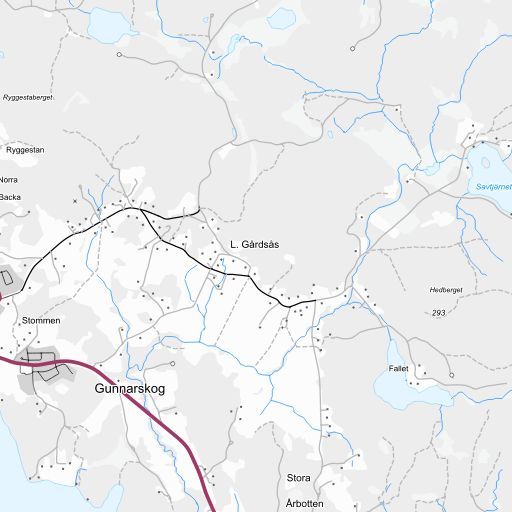 Ryggestaberget
Ryggestan
Norra
Backa
Savtjärnet
L. Gårdsås
Hedberget
293.
Stommen
Fallet
Gunnarskog
Stora
Årbotten